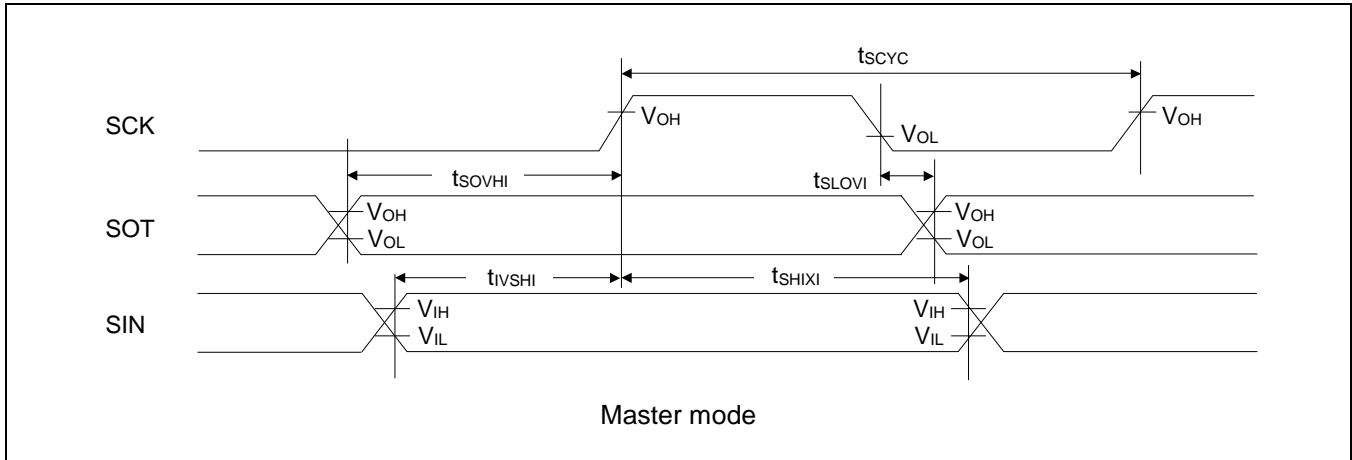 tSCYC
SCK
VOH
VOL
VOH
tSOVHI
tSLOVI
SOT
VOH
VOL
VOH
VOL
tIVSHI
tSHIXI
SIN
VIH
VIL
VIH
VIL
Master mode